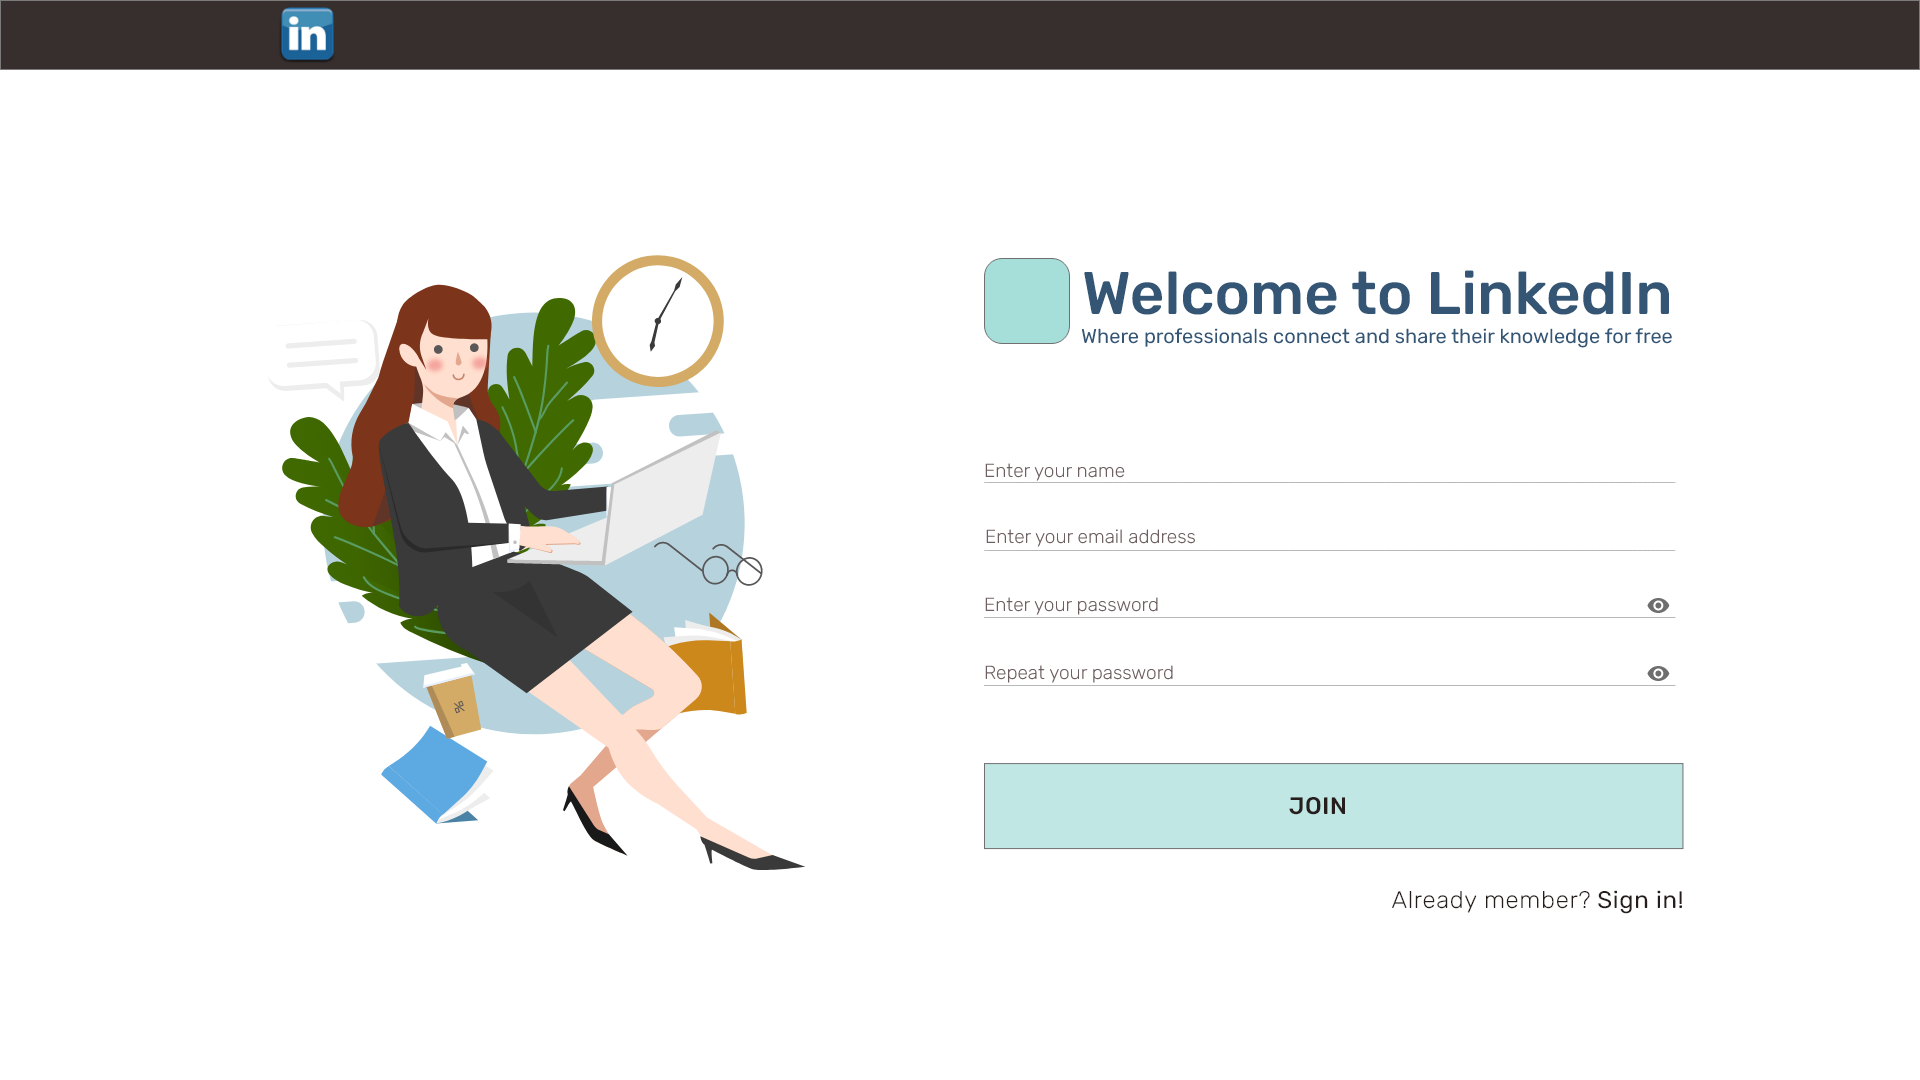 in
Welcome to LinkedIn
Where professionals connect and share their knowledge for free
Enter your name
Enter your email address
Enter your password
Repeat your password
JOIN
Already member? Sign in!